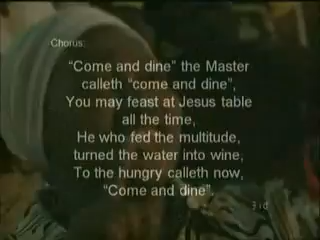 Chorus:
“Come and dine” the Master
calleth “come and dine”,
You may feast at Jesus table
all the time,
He who fed the multitude,
turned the water into wine,
To the hungry calleth now,
“Come and dine”.
3rd